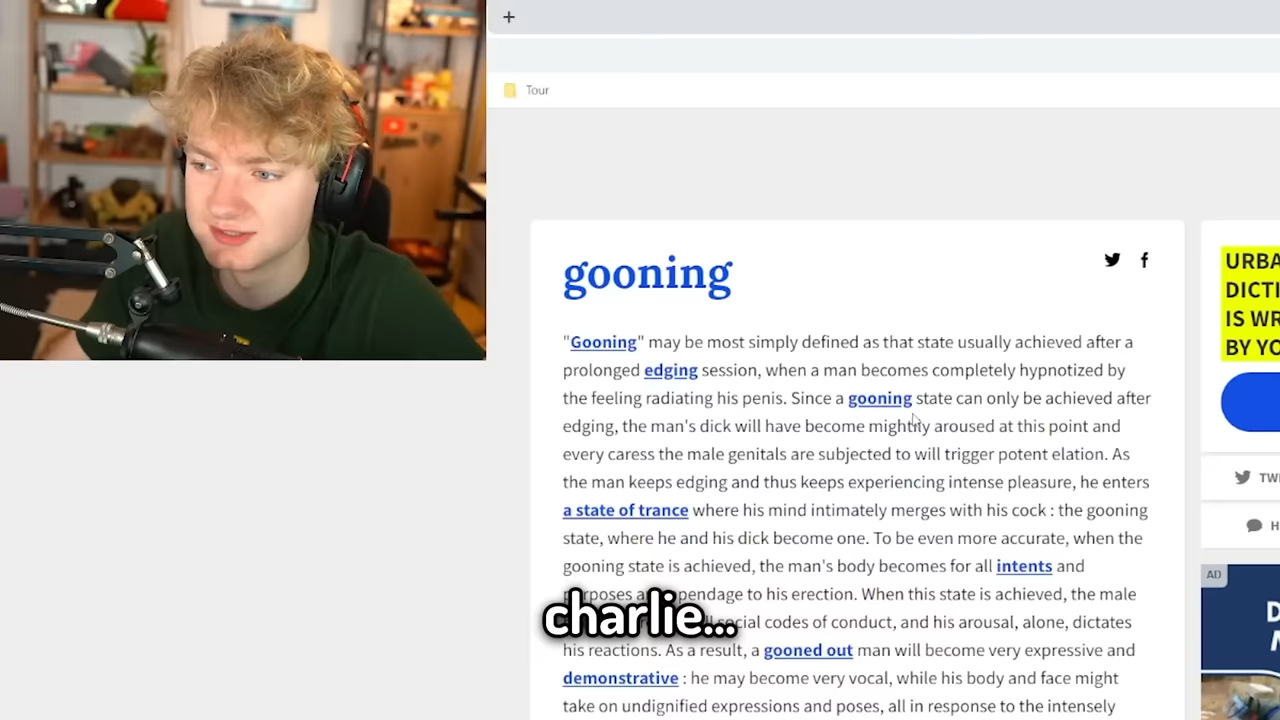 Tour
gooning
"Gooning" may be most simply defined as that state usually achieved after a
prolonged edging session, when a man becomes completely hypnotized by
the feeling radiating his penis. Since a gooning state can only be achieved after
edging, the man's dick will have become mightily aroused at this point and
every caress the male genitals are subjected to will trigger potent elation. As
the man keeps edging and thus keeps experiencing intense pleasure, he enters
a state of trance where his mind intimately merges with his cock : the gooning
state, where he and his dick become one. To be even more accurate, when the
gooning state is achieved, the man's body becomes for all intents and
purposes pendage to his erection. When this state is achieved, the male
social codes of conduct, and his arousal, alone, dictates
his reactions. As a result, a gooned out man will become very expressive and
demonstrative : he may become very vocal, while his body and face might
take on undignified expressions and poses, all in response to the intensely
charlie...
URBA
DICTI
IS WR
BY YO
TW
H
AD
D